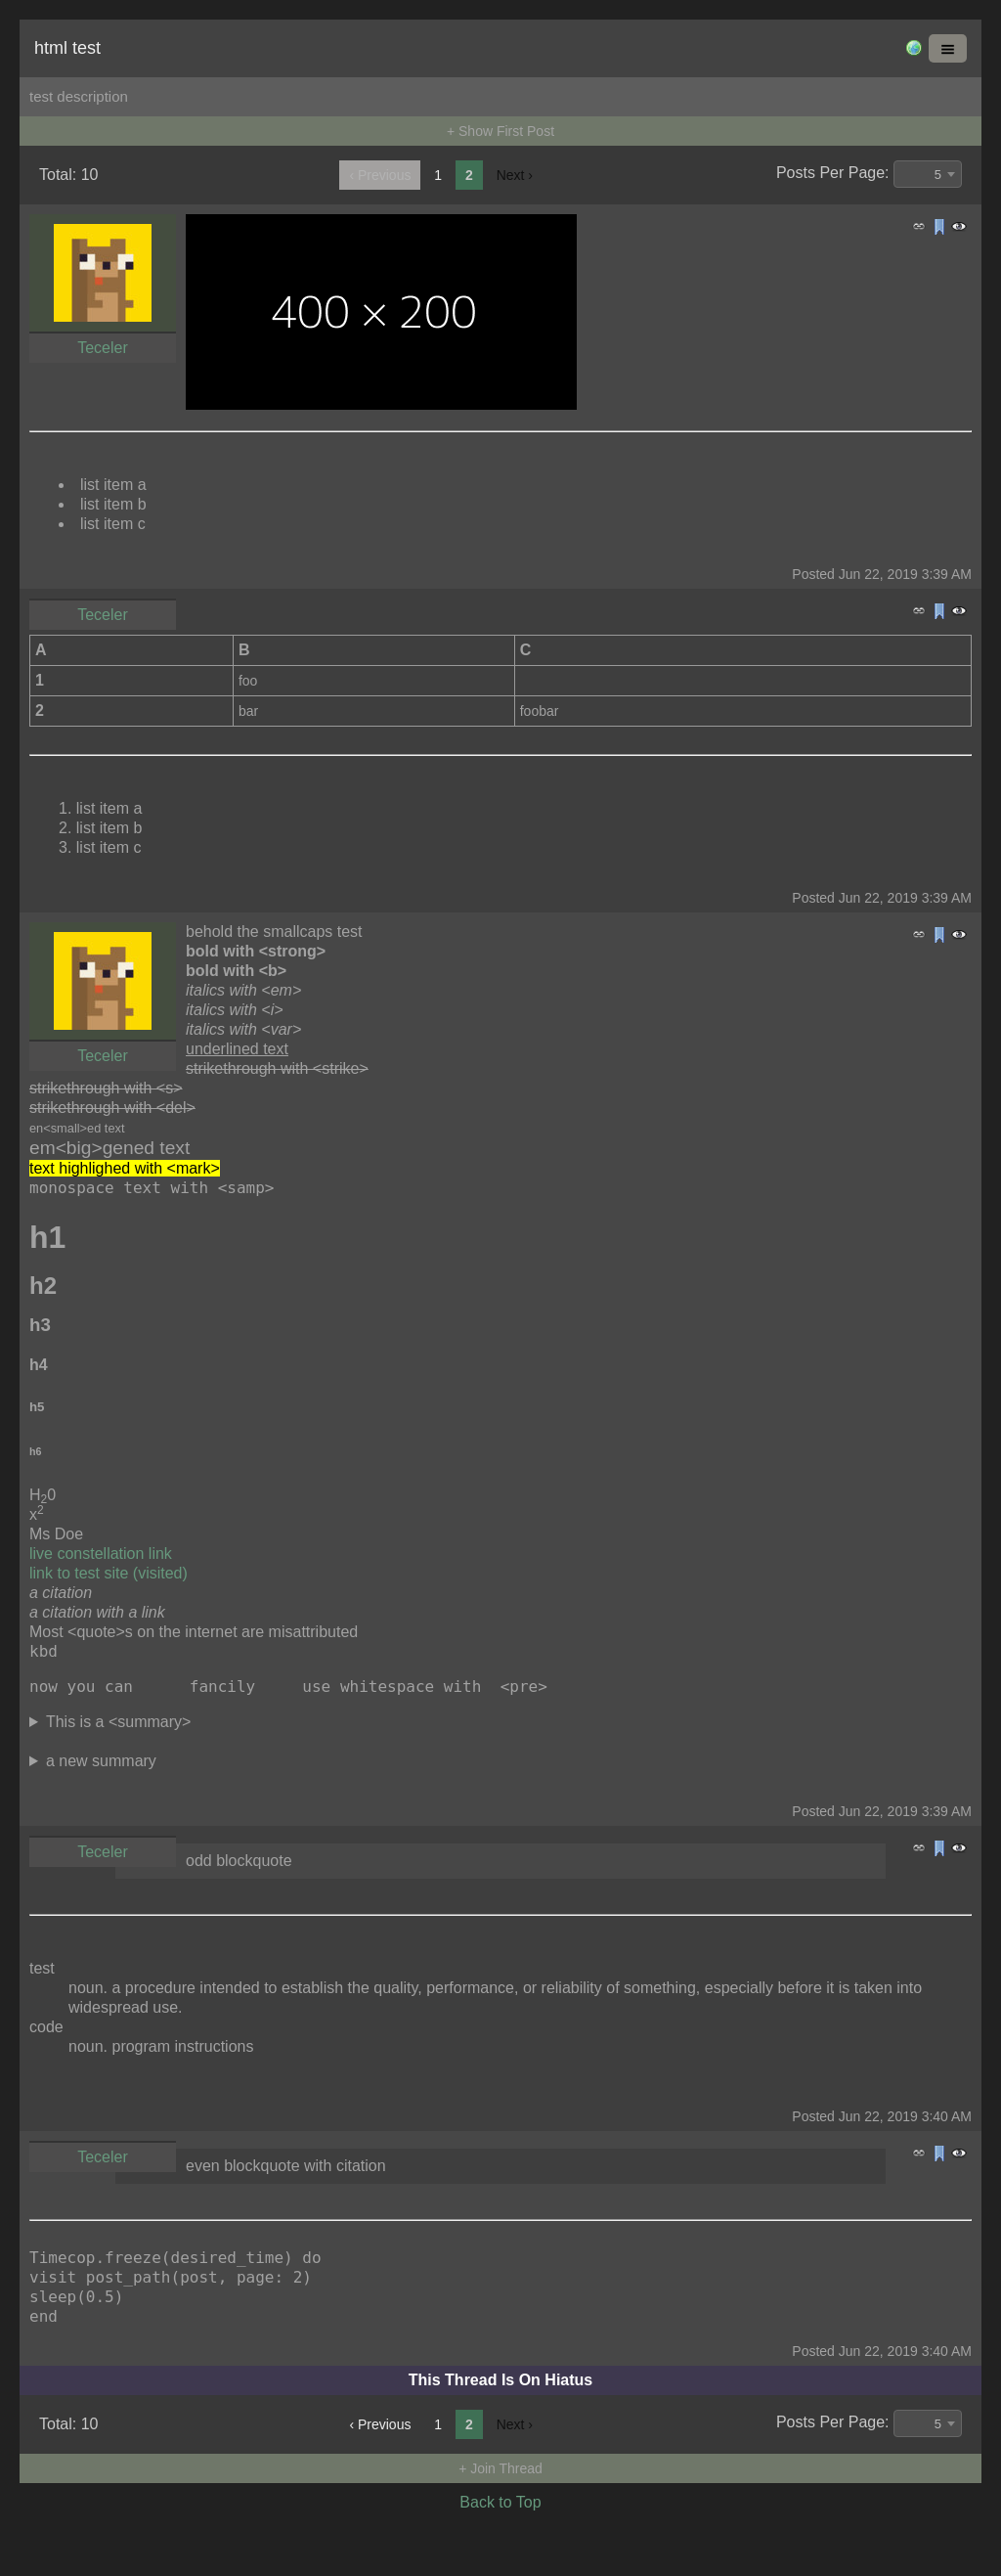 html test
test description
+ Show First Post
Total: 10
‹ Previous 1 2 Next ›
Posts Per Page: 5
400 × 200
Teceler
• list item a
• list item b
• list item c
Posted Jun 22, 2019 3:39 AM
Teceler
A B C
1 foo
2 bar foobar
1. list item a
2. list item b
3. list item c
Posted Jun 22, 2019 3:39 AM
Teceler
behold the smallcaps test
bold with <strong>
bold with <b>
italics with <em>
italics with <i>
italics with <var>
underlined text
strikethrough with <strike>
strikethrough with <s>
strikethrough with <del>
en<small>ed text
em<big>gened text
text highlighed with <mark>
monospace text with <samp>
h1
h2
h3
h4
h5
h6
H20
x2
Ms Doe
live constellation link
link to test site (visited)
a citation
a citation with a link
Most <quote>s on the internet are misattributed
kbd
now you can      fancily     use whitespace with  <pre>
This is a <summary>
a new summary
Posted Jun 22, 2019 3:39 AM
Teceler
odd blockquote
test
noun. a procedure intended to establish the quality, performance, or reliability of something, especially before it is taken into
widespread use.
code
noun. program instructions
Posted Jun 22, 2019 3:40 AM
Teceler
even blockquote with citation
Timecop.freeze(desired_time) do
visit post_path(post, page: 2)
sleep(0.5)
end
Posted Jun 22, 2019 3:40 AM
This Thread Is On Hiatus
Total: 10
‹ Previous 1 2 Next ›
Posts Per Page: 5
+ Join Thread
Back to Top